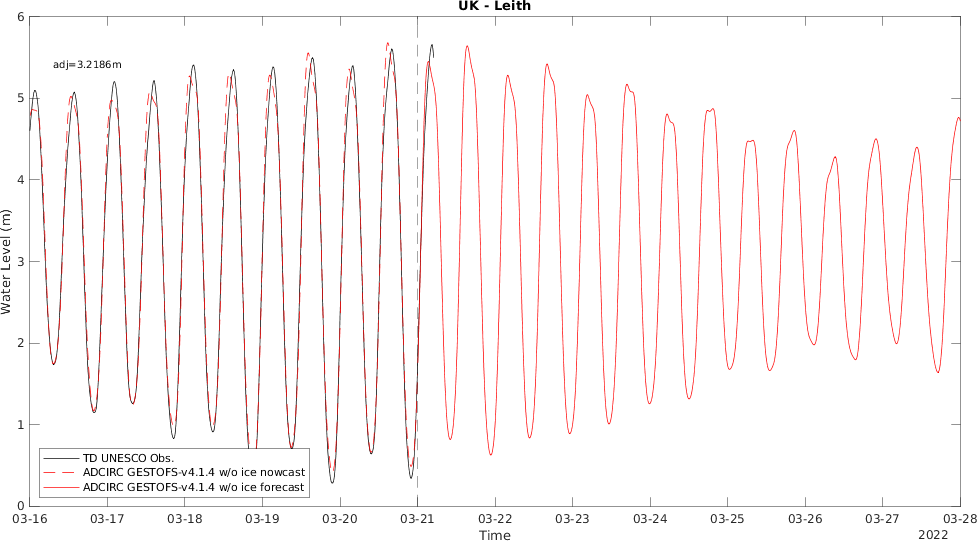 UK - Leith
adj=3.2186m
Water Level (m)
6
5
4
3
2
1
0
TD UNESCO Obs.
ADCIRC GESTOFS-v4.1.4 w/o ice nowcast
ADCIRC GESTOFS-v4.1.4 w/o ice forecast
03-16 03-17 03-18 03-19 03-20 03-21 03-22 03-23 03-24 03-25 03-26 03-27 03-28
Time
2022